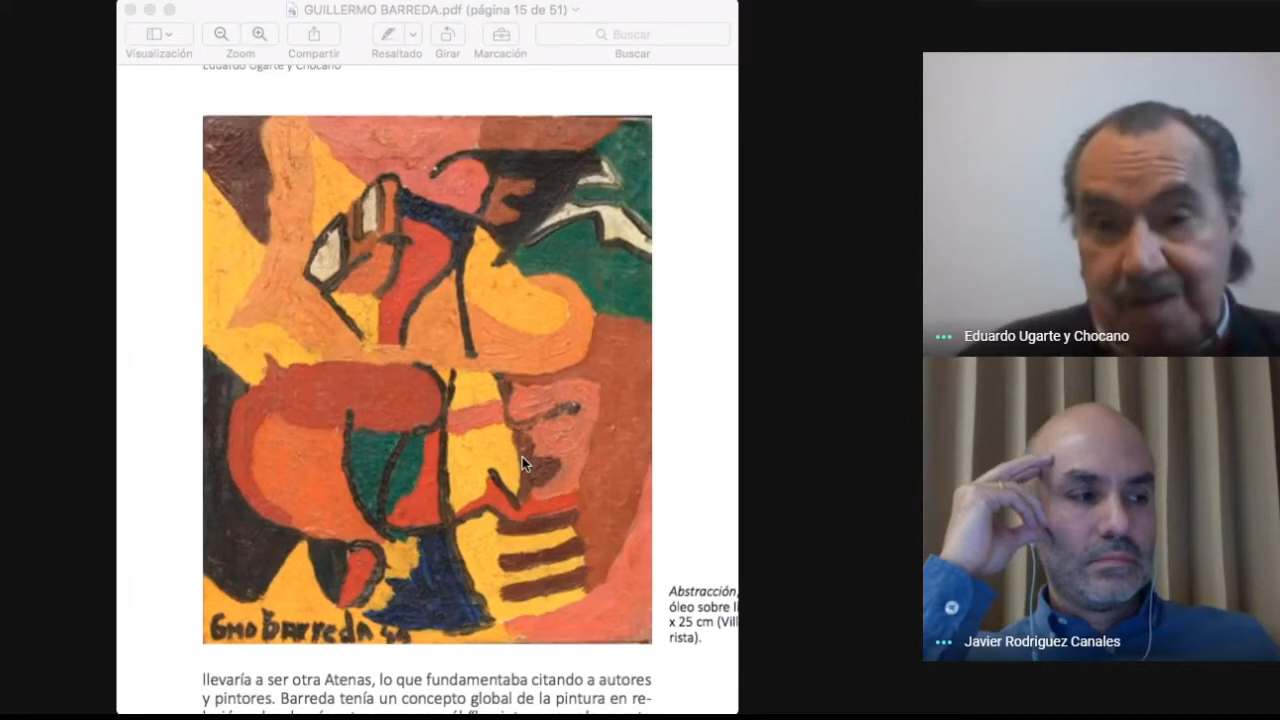 GUILLERMO BARREDA.pdf (página 15 de 51)
Visualización
Zoom
Compartir
Resaltado
Girar
Marcación
Buscar
Buscar
Eduardo Ugarte y Chocano
Gmo Barreda
Abstracción,
óleo sobre l
x 25 cm (Vill
rista).
llevaría a ser otra Atenas, lo que fundamentaba citando a autores
y pintores. Barreda tenía un concepto global de la pintura en re-
Eduardo Ugarte y Chocano
Javier Rodriguez Canales